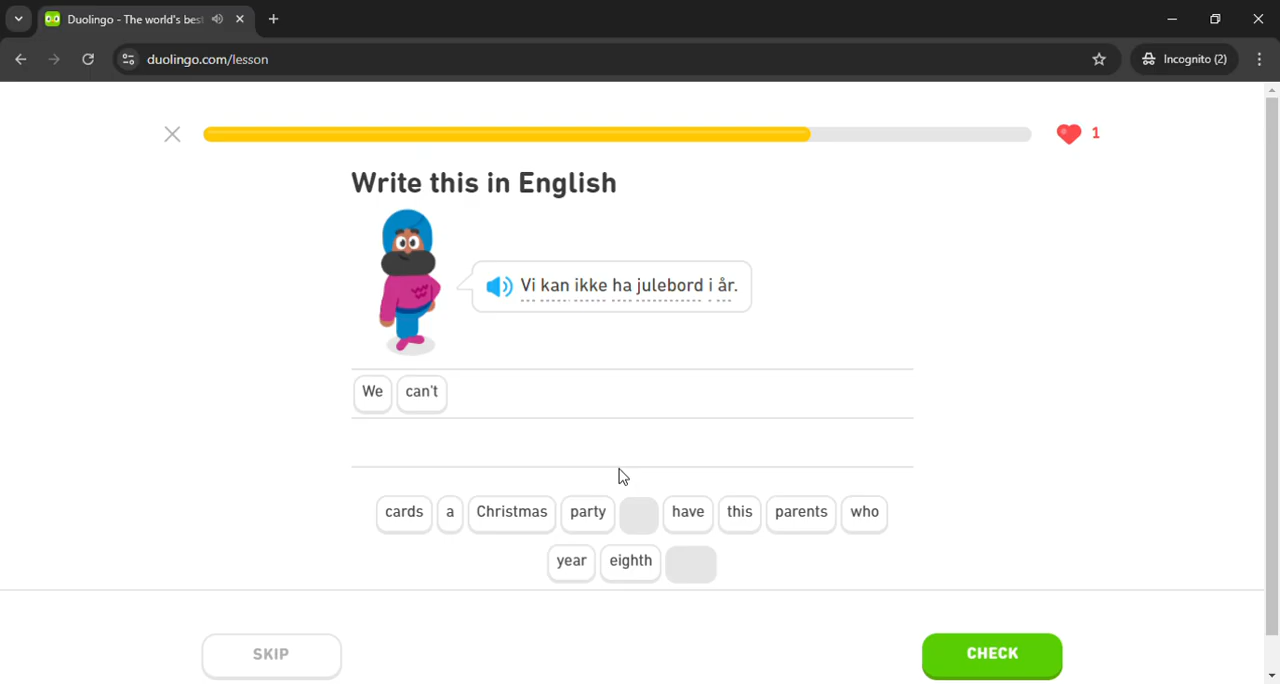 Duolingo - The world's bes
duolingo.com/lesson
Incognito (2)
1
Write this in English
Vi kan ikke ha julebord i år.
We can't
cards a Christmas party have this parents who
year eighth
SKIP CHECK